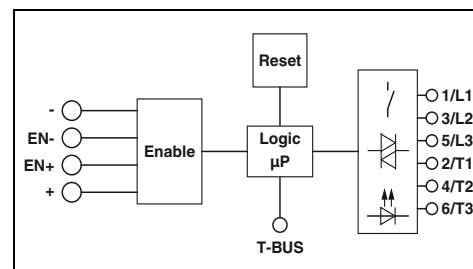 Reset
-
EN-
EN+
+
Enable
Logic
µP
T-BUS
1/L1
3/L2
5/L3
2/T1
4/T2
6/T3